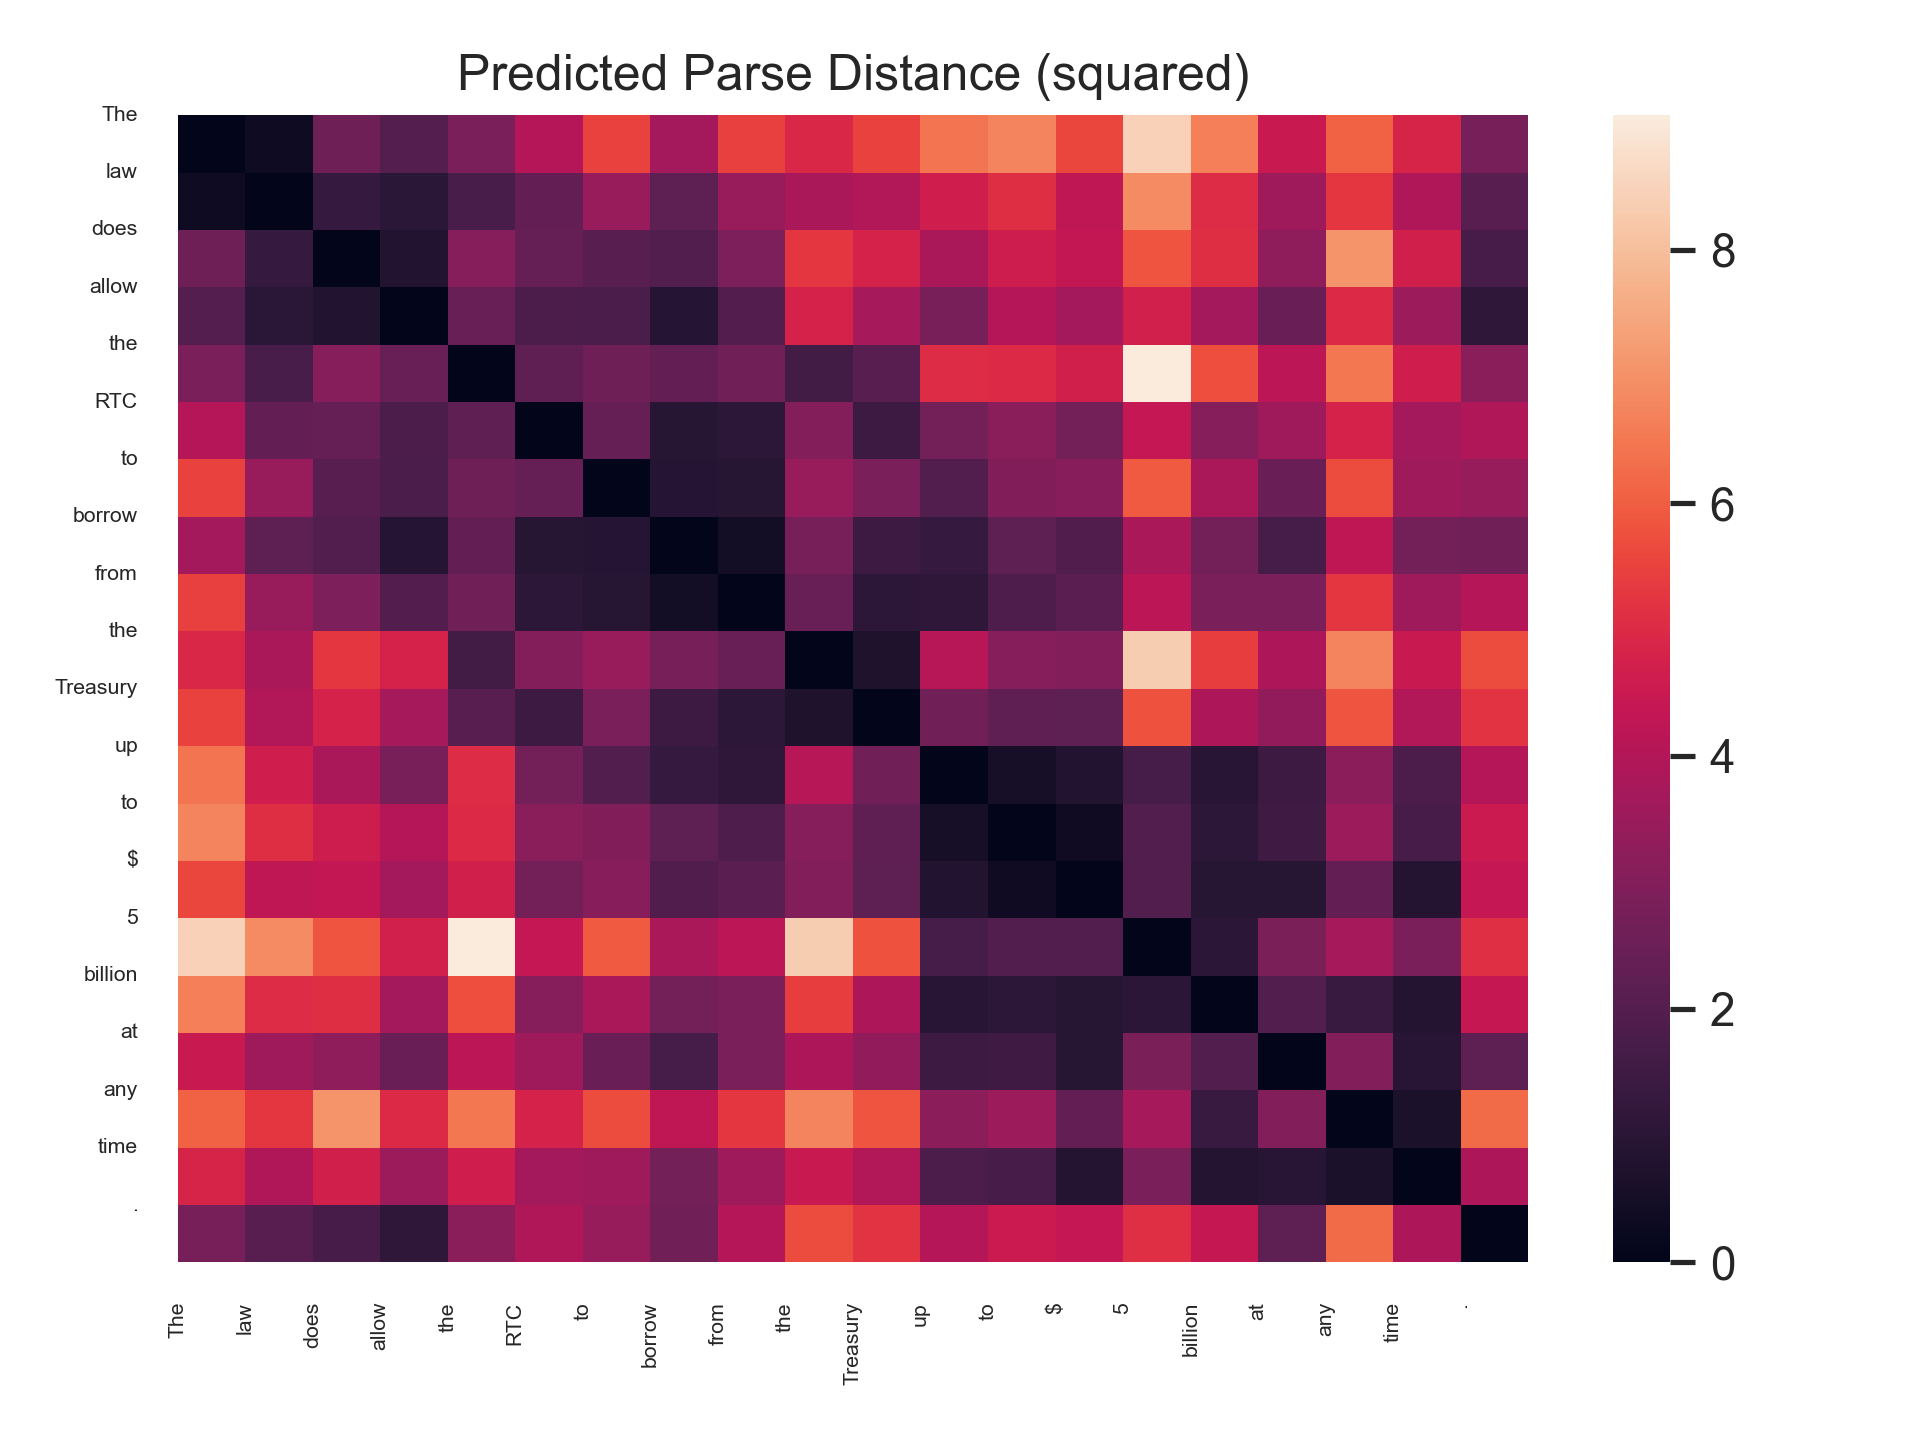 Predicted Parse Distance (squared)
The
law
does
allow
the
RTC
to
borrow
from
the
Treasury
up
to
$
5
billion
at
any
time
.
8
6
4
2
0
The
law
does
allow
the
RTC
to
borrow
from
the
Treasury
up
to
$
5
billion
at
any
time
.